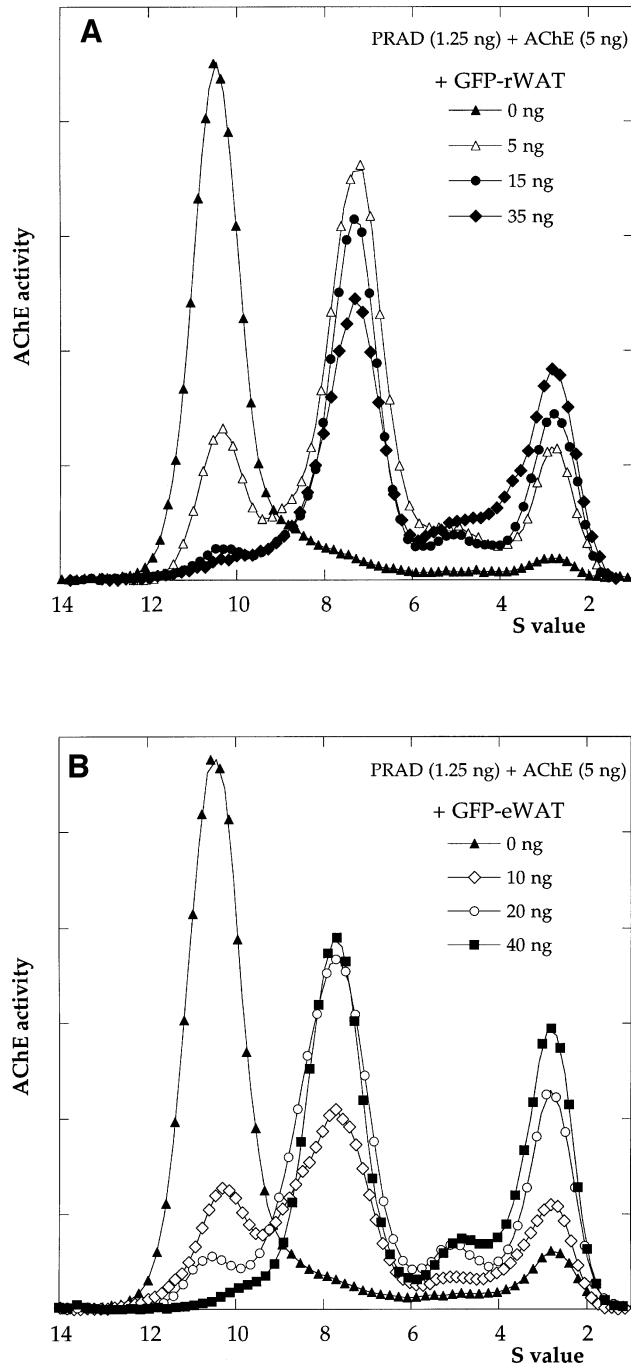 A
PRAD (1.25 ng) + AChE (5 ng)
+ GFP-rWAT
0 ng
5 ng
15 ng
35 ng
AChE activity
14 12 10 8 6 4 2
S value
B
PRAD (1.25 ng) + AChE (5 ng)
+ GFP-eWAT
0 ng
10 ng
20 ng
40 ng
AChE activity
14 12 10 8 6 4 2
S value